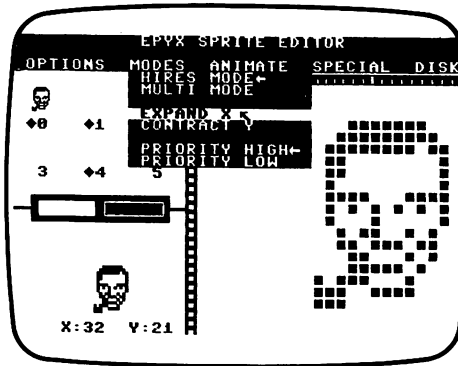 EPYX SPRITE EDITOR
OPTIONS MODES ANIMATE SPECIAL DISK
HIRES MODE←
MULTI MODE
EXPAND X
CONTRACT Y
PRIORITY HIGH←
PRIORITY LOW
◆0 ◆1
3 ◆4 5
X:32 Y:21